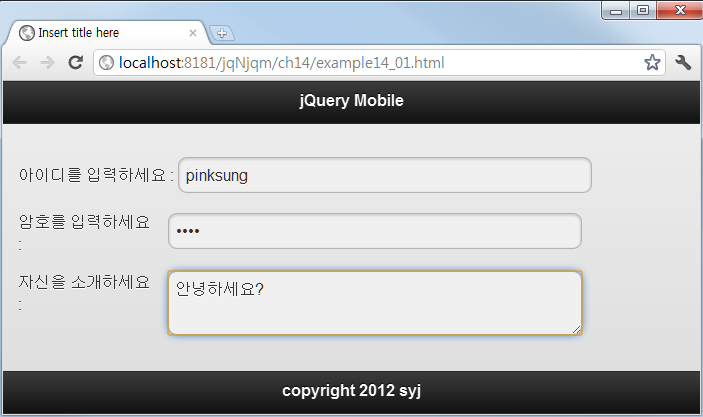 Insert title here
localhost:8181/jqNjqm/ch14/example14_01.html
jQuery Mobile
아이디를 입력하세요 : pinksung
암호를 입력하세요
: ••••
자신을 소개하세요
: 안녕하세요?
copyright 2012 syj